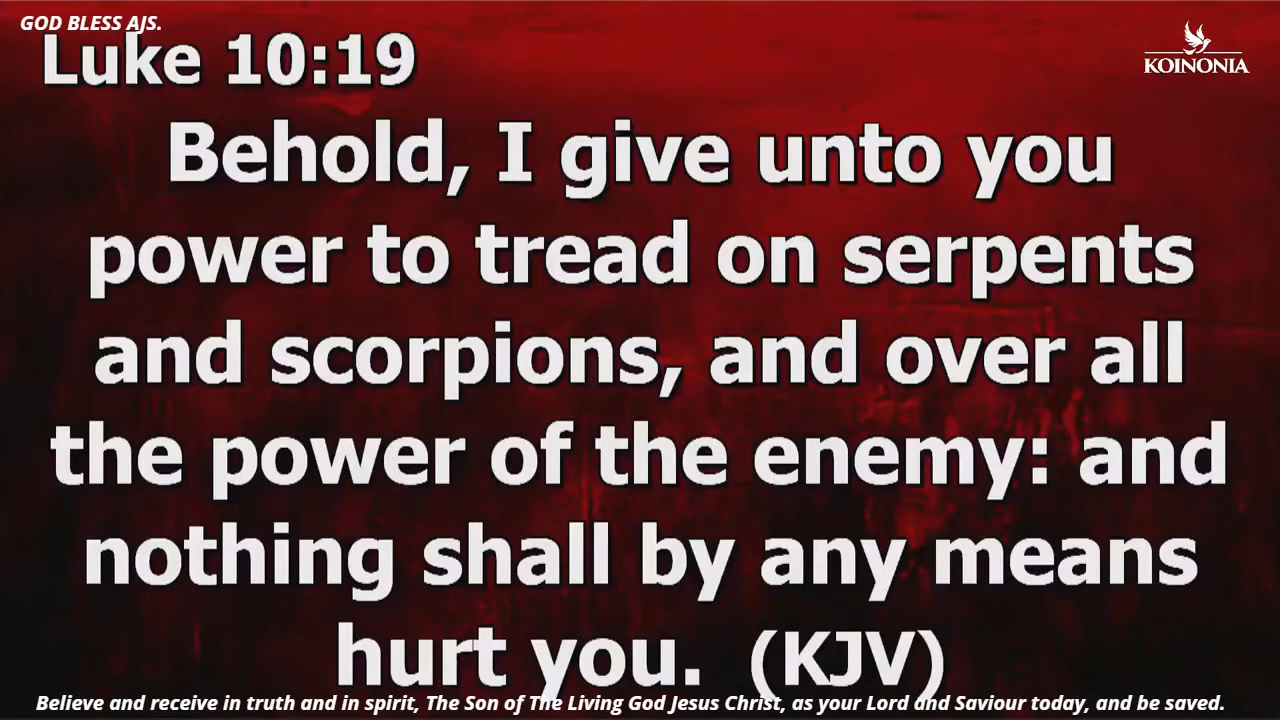 GOD BLESS AJS.
Luke 10:19
KOINONIA
Behold, I give unto you
power to tread on serpents
and scorpions, and over all
the power of the enemy: and
nothing shall by any means
hurt you. (KJV)
Believe and receive in truth and in spirit, The Son of The Living God Jesus Christ, as your Lord and Saviour today, and be saved.